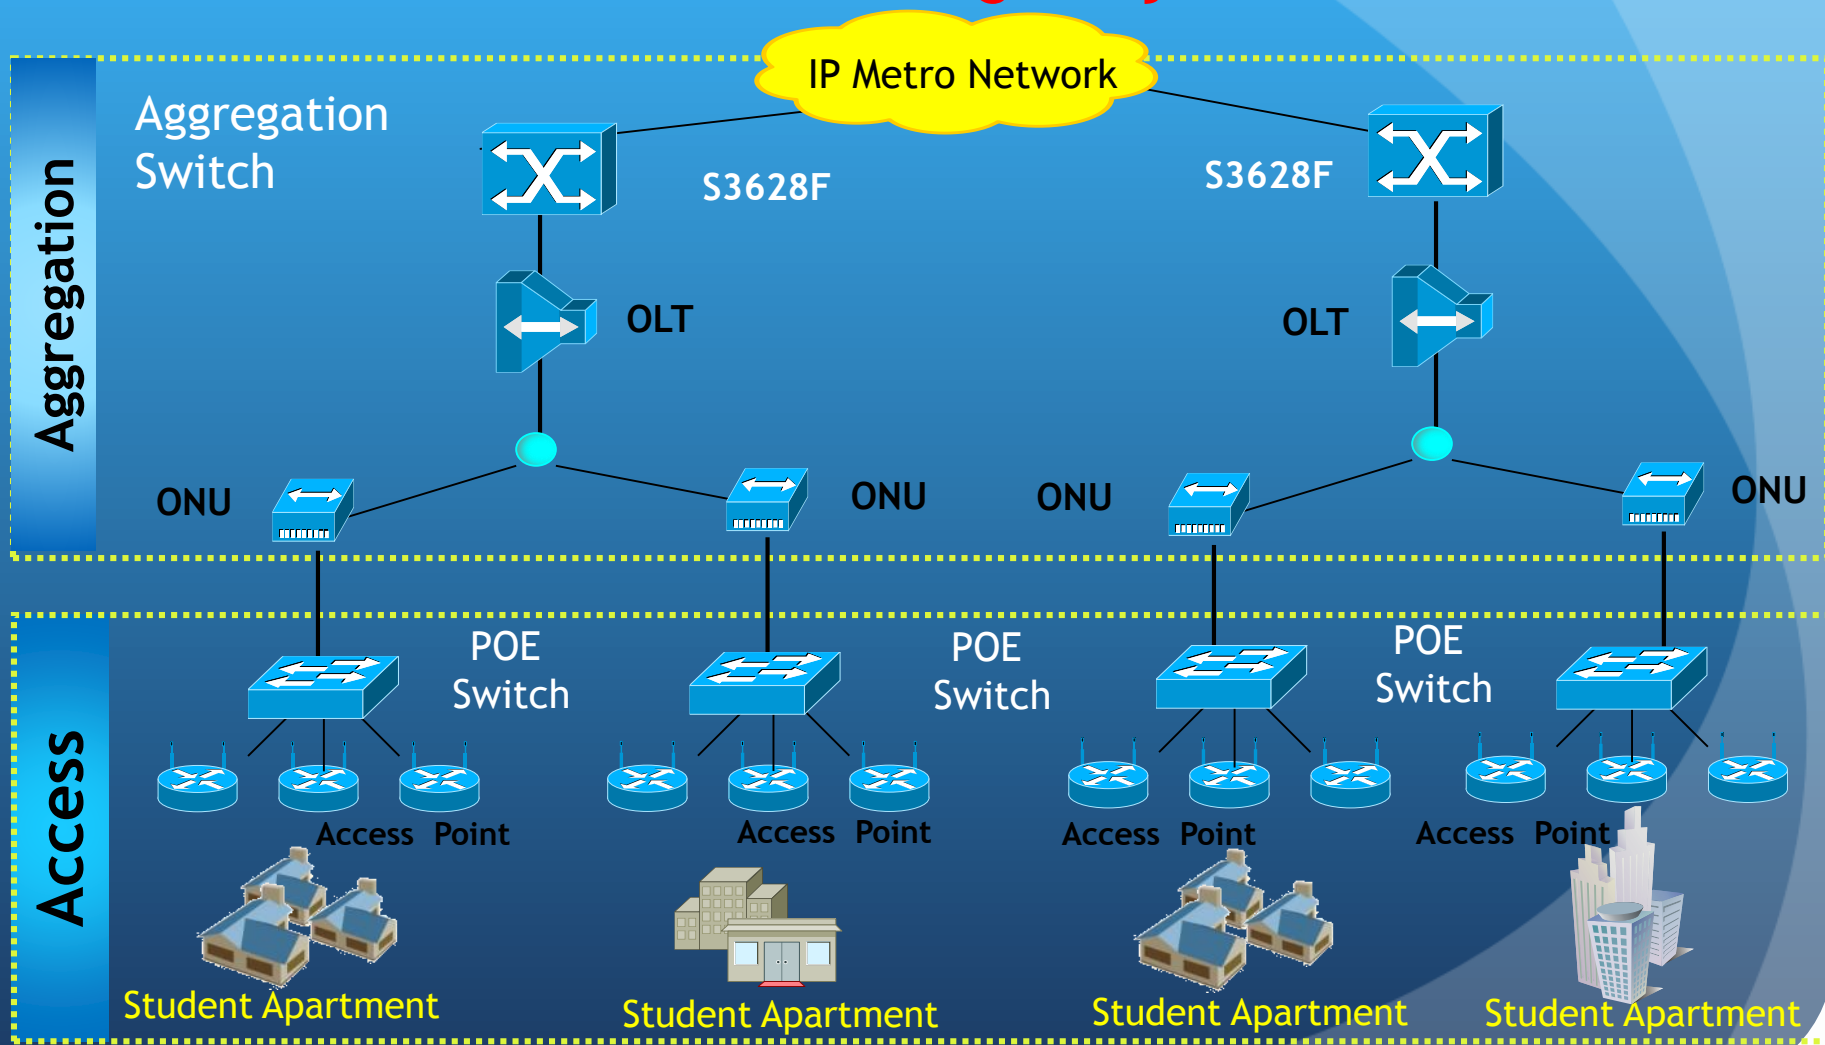 IP Metro Network
Aggregation
Switch
S3628F
S3628F
Aggregation
OLT
OLT
ONU
ONU
ONU
ONU
POE
Switch
POE
Switch
POE
Switch
Access
Access Point
Access Point
Access Point
Access Point
Student Apartment
Student Apartment
Student Apartment
Student Apartment